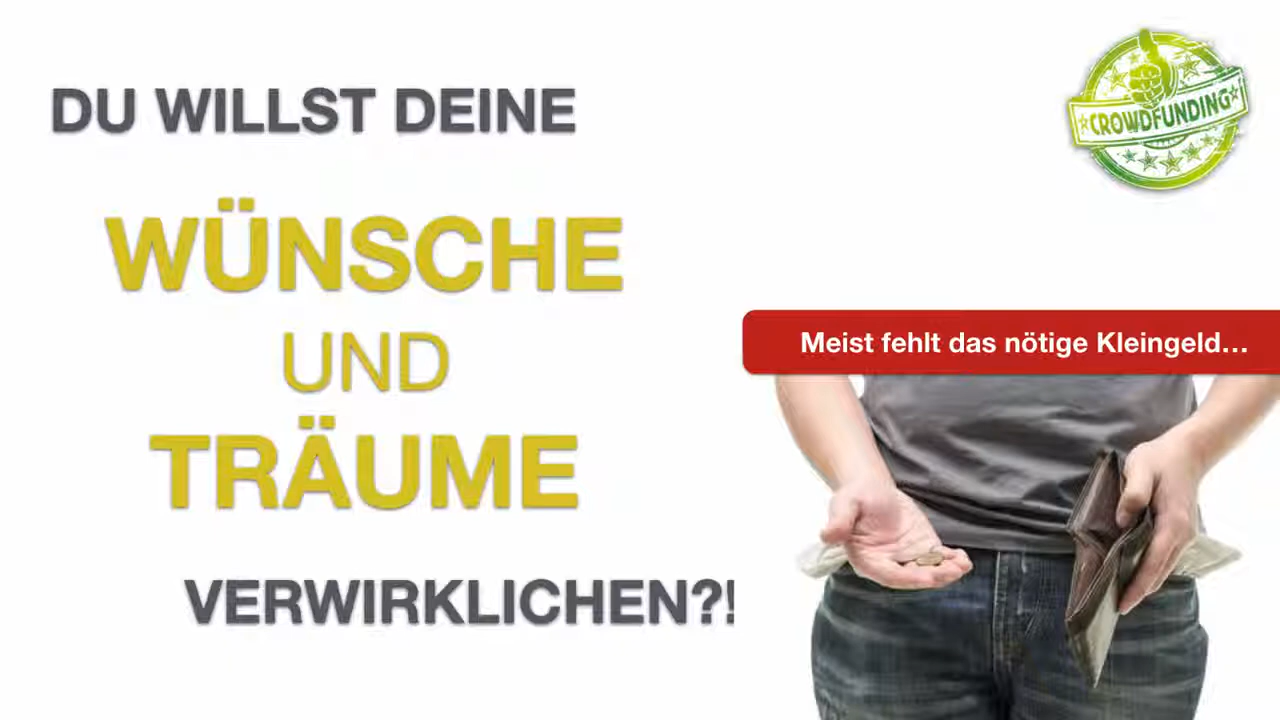 DU WILLST DEINE
WÜNSCHE
UND
TRÄUME
VERWIRKLICHEN?!
CROWDFUNDING
Meist fehlt das nötige Kleingeld...